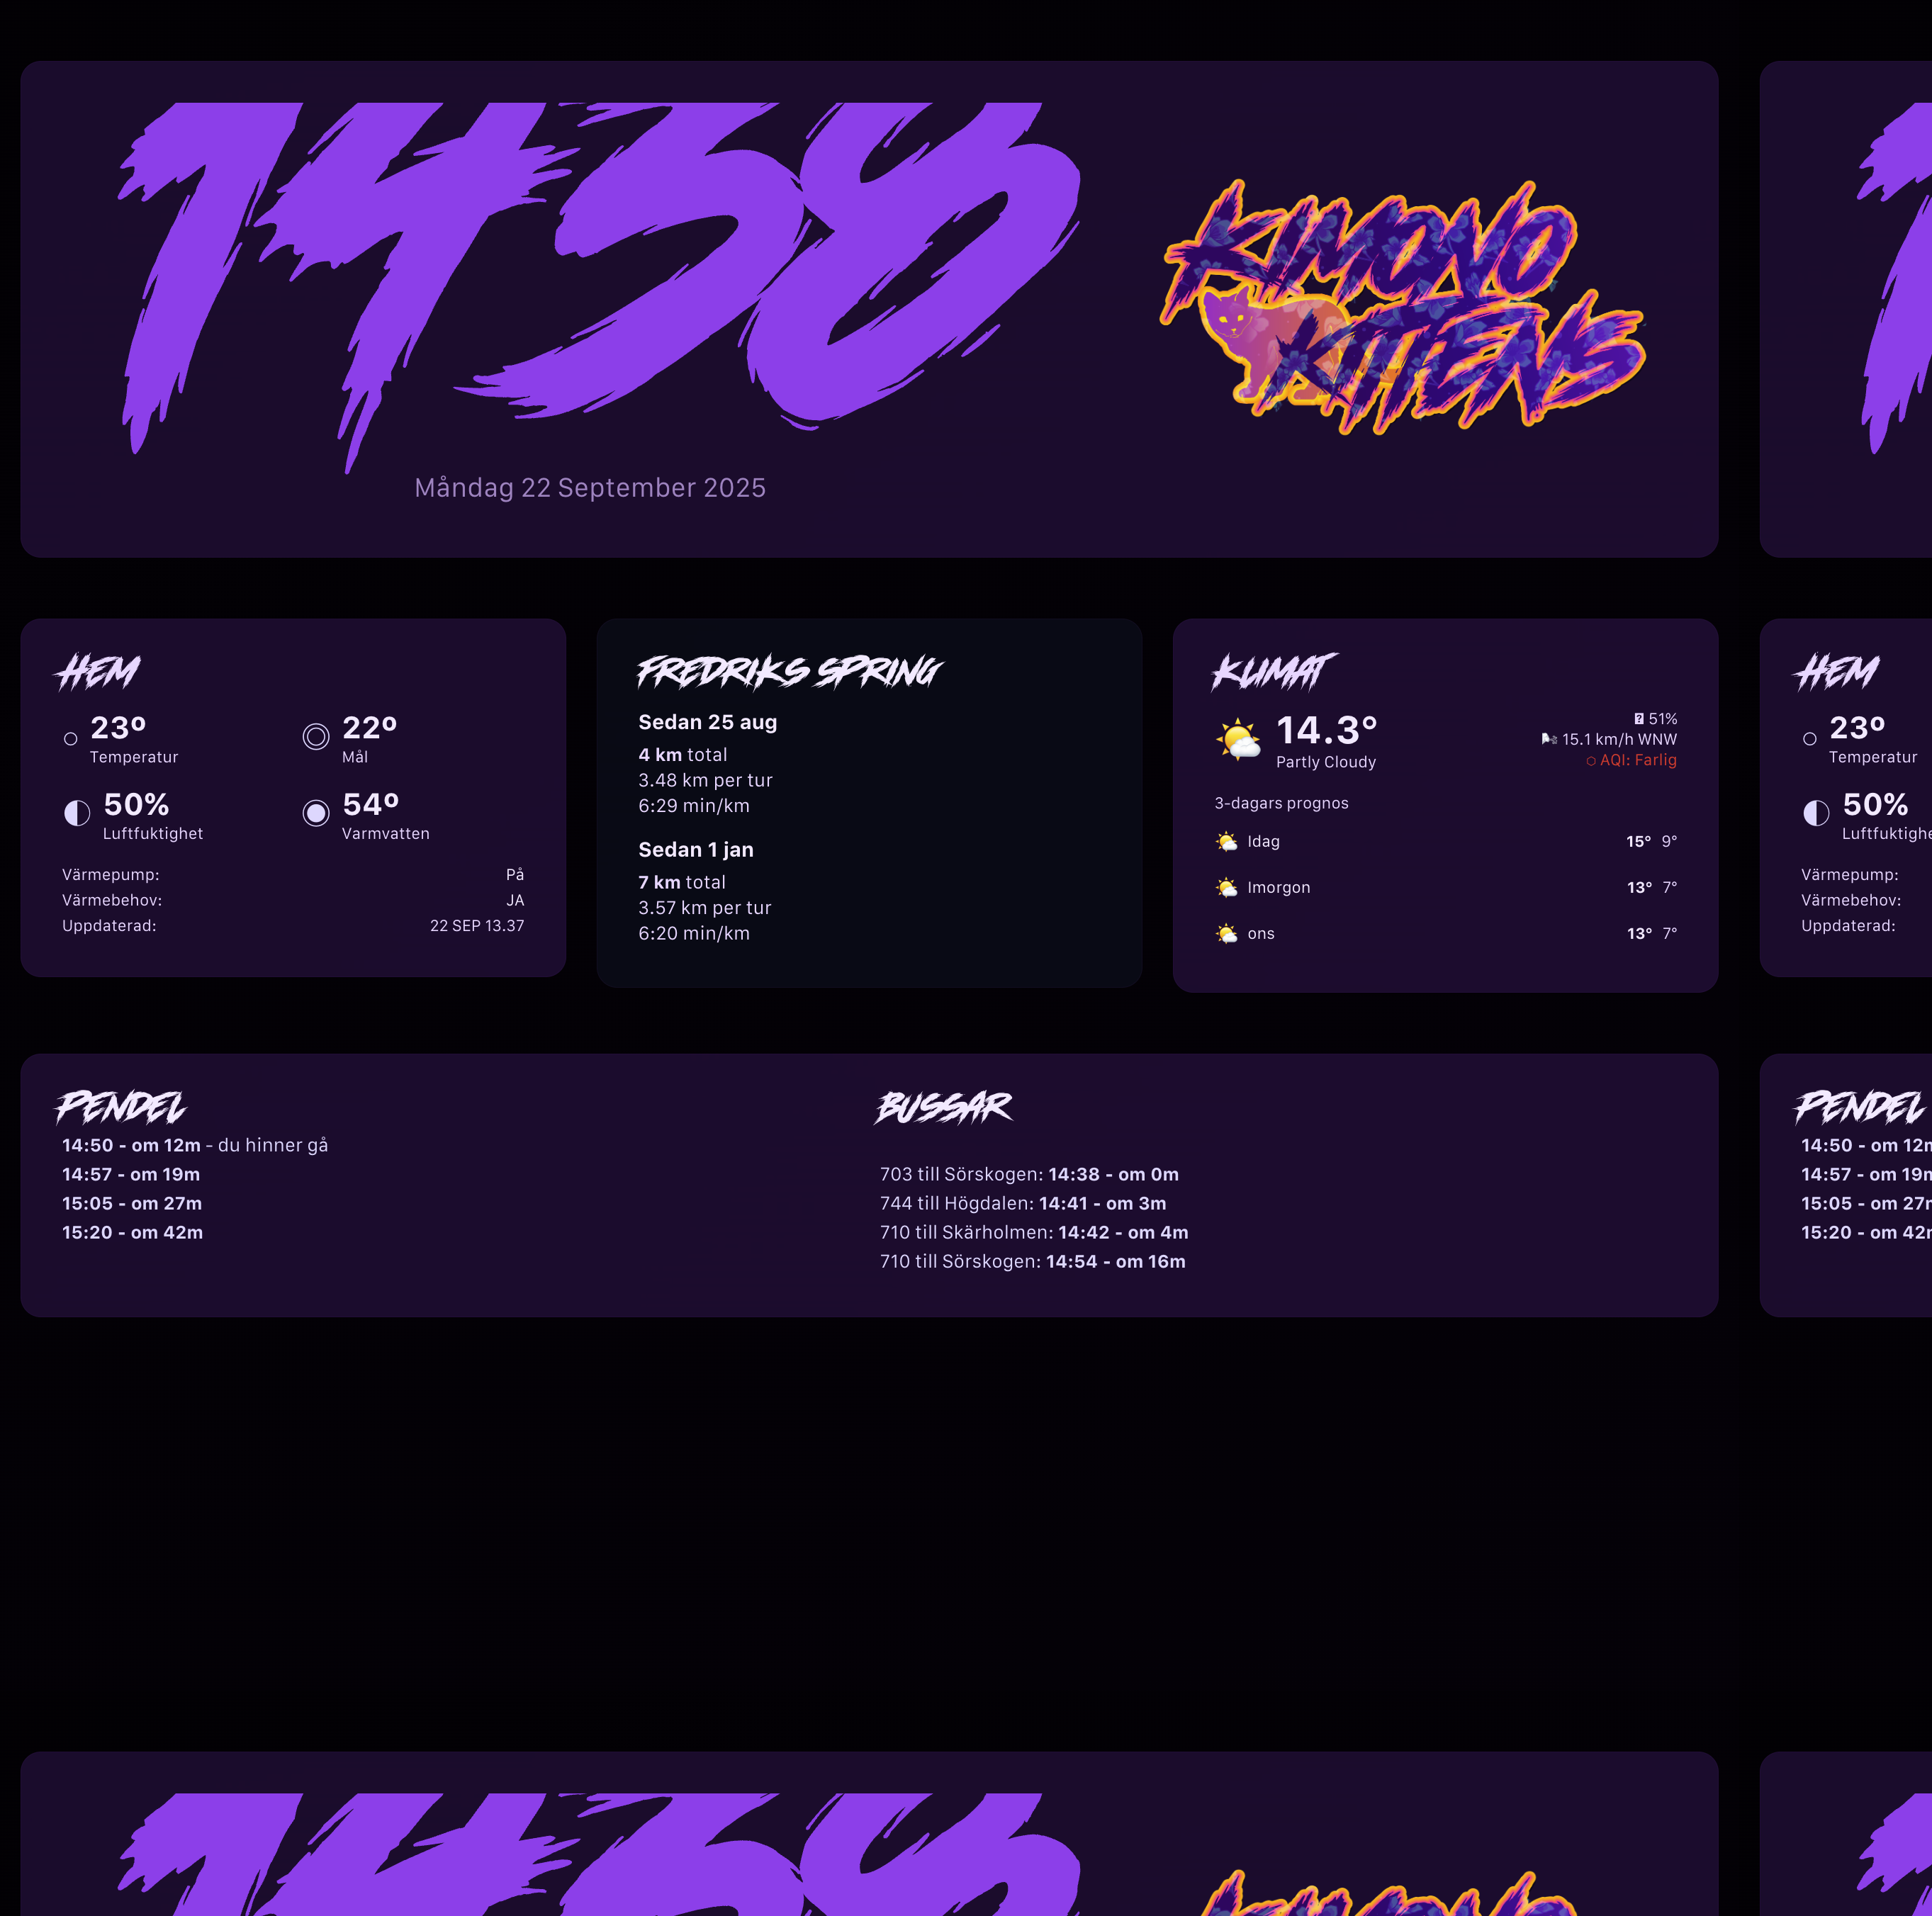 1438
KIMONO
KITTENS
Måndag 22 September 2025
HEM
23º
Temperatur
22º
Mål
50%
Luftfuktighet
54º
Varmvatten
Värmepump: På
Värmebehov: JA
Uppdaterad: 22 SEP 13.37
FREDRIKS SPRING
Sedan 25 aug
4 km total
3.48 km per tur
6:29 min/km
Sedan 1 jan
7 km total
3.57 km per tur
6:20 min/km
KLIMAT
14.3°
Partly Cloudy
51%
15.1 km/h WNW
AQI: Farlig
3-dagars prognos
Idag 15° 9°
Imorgon 13° 7°
ons 13° 7°
PENDEL
14:50 - om 12m - du hinner gå
14:57 - om 19m
15:05 - om 27m
15:20 - om 42m
BUSSAR
703 till Sörskogen: 14:38 - om 0m
744 till Högdalen: 14:41 - om 3m
710 till Skärholmen: 14:42 - om 4m
710 till Sörskogen: 14:54 - om 16m
HEM
23º
Temperatur
50%
Luftfuktighe
Värmepump:
Värmebehov:
Uppdaterad:
PENDEL
14:50 - om 12m
14:57 - om 19m
15:05 - om 27m
15:20 - om 42m
1438